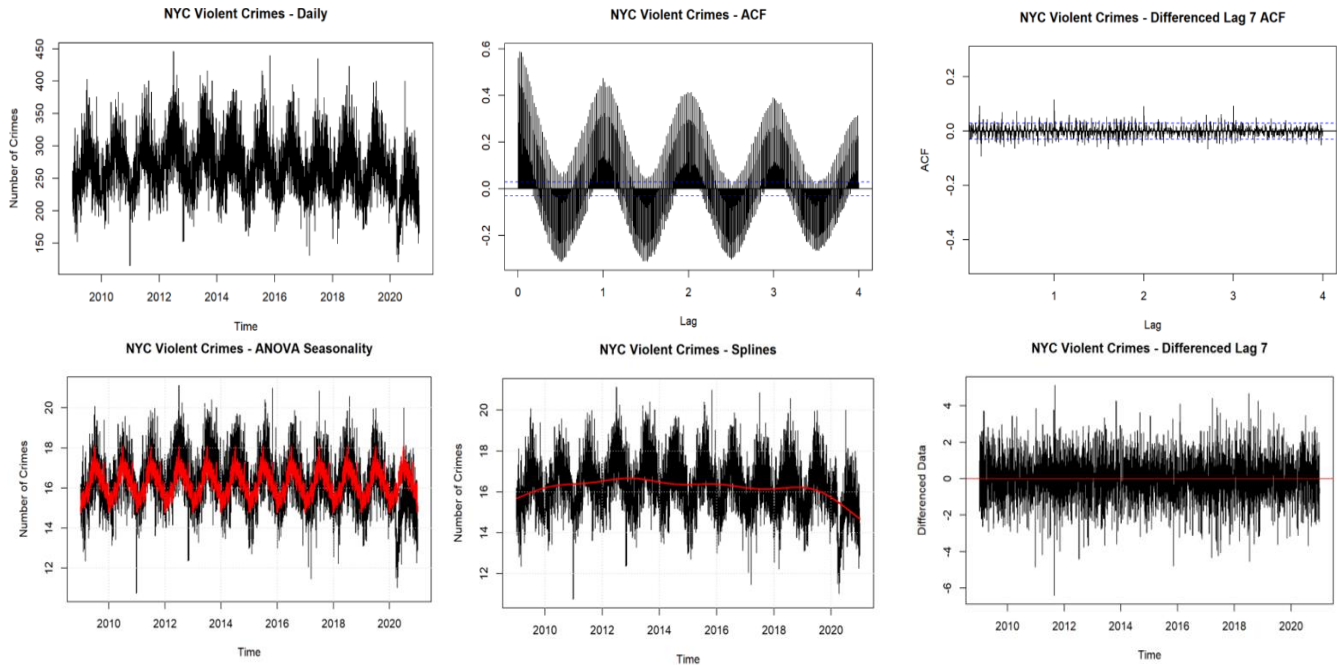 NYC Violent Crimes - Daily
Number of Crimes
450
400
350
300
250
200
150
2010 2012 2014 2016 2018 2020
Time
NYC Violent Crimes - ACF
0.6
0.4
0.2
0.0
-0.2
0 1 2 3 4
Lag
NYC Violent Crimes - Differenced Lag 7 ACF
ACF
0.2
0.0
-0.2
-0.4
1 2 3 4
Lag
NYC Violent Crimes - ANOVA Seasonality
Number of Crimes
20
18
16
14
12
2010 2012 2014 2016 2018 2020
Time
NYC Violent Crimes - Splines
Number of Crimes
20
18
16
14
12
2010 2012 2014 2016 2018 2020
Time
NYC Violent Crimes - Differenced Lag 7
Differenced Data
4
2
0
-2
-4
-6
2010 2012 2014 2016 2018 2020
Time